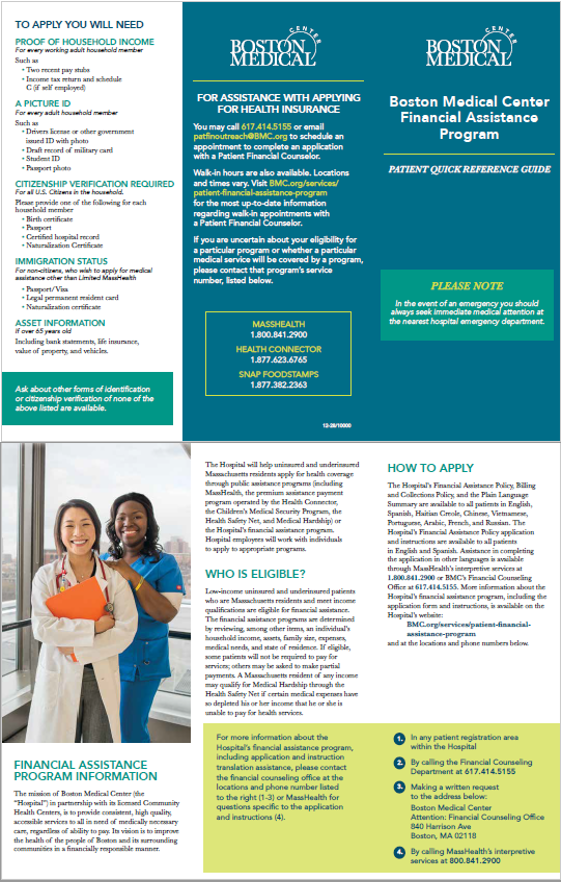 TO APPLY YOU WILL NEED
PROOF OF HOUSEHOLD INCOME
For every working adult household member
Such as
• Two recent pay stubs
• Income tax return and schedule
C (if self employed)
A PICTURE ID
For every adult household member
Such as
• Drivers license or other government
issued ID with photo
• Draft record of military card
• Student ID
• Passport photo
CITIZENSHIP VERIFICATION REQUIRED
For all U.S. Citizens in the household.
Please provide one of the following for each
household member
• Birth certificate
• Passport
• Certified hospital record
• Naturalization Certificate
IMMIGRATION STATUS
For non-citizens, who wish to apply for medical
assistance other than Limited MassHealth
• Passport/Visa
• Legal permanent resident card
• Naturalization certificate
ASSET INFORMATION
If over 65 years old
Including bank statements, life insurance,
value of property, and vehicles.
Ask about other forms of identification
or citizenship verification of none of the
above listed are available.
BOSTON
MEDICAL
CENTER
FOR ASSISTANCE WITH APPLYING
FOR HEALTH INSURANCE
You may call 617.414.5155 or email
patfinoutreach@BMC.org to schedule an
appointment to complete an application
with a Patient Financial Counselor.
Walk-in hours are also available. Locations
and times vary. Visit BMC.org/services/
patient-financial-assistance-program
for the most up-to-date information
regarding walk-in appointments with
a Patient Financial Counselor.
If you are uncertain about your eligibility for
a particular program or whether a particular
medical service will be covered by a program,
please contact that program's service
number, listed below.
MASSHEALTH
1.800.841.2900
HEALTH CONNECTOR
1.877.623.6765
SNAP FOODSTAMPS
1.877.382.2363
12-20/10000
BOSTON
MEDICAL
CENTER
Boston Medical Center
Financial Assistance
Program
PATIENT QUICK REFERENCE GUIDE
PLEASE NOTE
In the event of an emergency you should
always seek immediate medical attention at
the nearest hospital emergency department.
FINANCIAL ASSISTANCE
PROGRAM INFORMATION
The mission of Boston Medical Center (the
"Hospital") in partnership with its licensed Community
Health Centers, is to provide consistent, high quality,
accessible services to all in need of medically necessary
care, regardless of ability to pay. Its vision is to improve
the health of the people of Boston and its surrounding
communities in a financially responsible manner.
The Hospital will help uninsured and underinsured
Massachusetts residents apply for health coverage
through public assistance programs (including
MassHealth, the premium assistance payment
program operated by the Health Connector,
the Children's Medical Security Program, the
Health Safety Net, and Medical Hardship) or
the Hospital's financial assistance program.
Hospital employees will work with individuals
to apply to appropriate programs.
WHO IS ELIGIBLE?
Low-income uninsured and underinsured patients
who are Massachusetts residents and meet income
qualifications are eligible for financial assistance.
The financial assistance programs are determined
by reviewing, among other items, an individual's
household income, assets, family size, expenses,
medical needs, and state of residence. If eligible,
some patients will not be required to pay for
services; others may be asked to make partial
payments. A Massachusetts resident of any income
may qualify for Medical Hardship through the
Health Safety Net if certain medical expenses have
so depleted his or her income that he or she is
unable to pay for health services.
HOW TO APPLY
The Hospital's Financial Assistance Policy, Billing
and Collections Policy, and the Plain Language
Summary are available to all patients in English,
Spanish, Haitian Creole, Chinese, Vietnamese,
Portuguese, Arabic, French, and Russian. The
Hospital's Financial Assistance Policy application
and instructions are available to all patients
in English and Spanish. Assistance in completing
the application in other languages is available
through MassHealth's interpretive services at
1.800.841.2900 or BMC's Financial Counseling
Office at 617.414.5155. More information about the
Hospital's financial assistance program, including the
application form and instructions, is available on the
Hospital's website:
BMC.org/services/patient-financial-
assistance-program
and at the locations and phone numbers below.
For more information about the
Hospital's financial assistance program,
including application and instruction
translation assistance, please contact
the financial counseling office at the
locations and phone number listed
to the right (1-3) or MassHealth for
questions specific to the application
and instructions (4).
1. In any patient registration area
within the Hospital
2. By calling the Financial Counseling
Department at 617.414.5155
3. Making a written request
to the address below:
Boston Medical Center
Attention: Financial Counseling Office
840 Harrison Ave
Boston, MA 02118
4. By calling MassHealth's interpretive
services at 800.841.2900